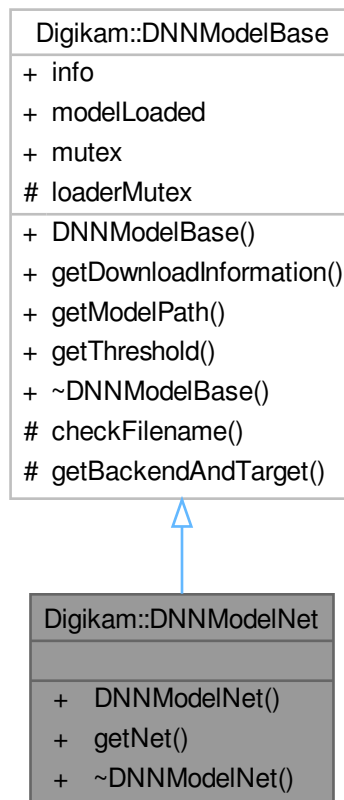 Digikam::DNNModelBase
+ info
+ modelLoaded
+ mutex
# loaderMutex
+ DNNModelBase()
+ getDownloadInformation()
+ getModelPath()
+ getThreshold()
+ ~DNNModelBase()
# checkFilename()
# getBackendAndTarget()
Digikam::DNNModelNet
+ DNNModelNet()
+ getNet()
+ ~DNNModelNet()